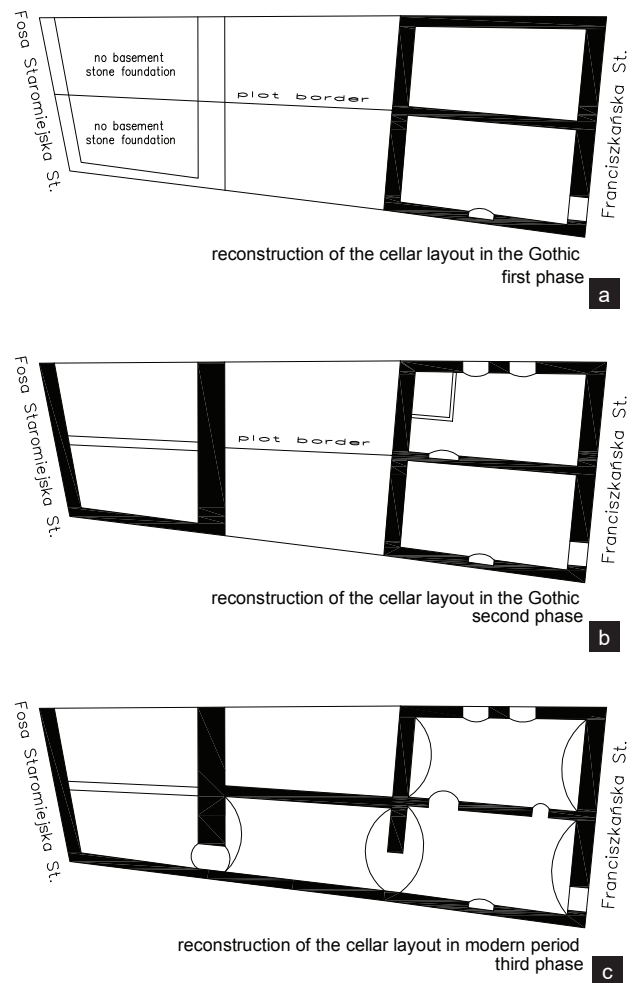 Fosa Staromiejska St.
no basement
stone foundation
no basement
stone foundation
plot border
Franciszkańska St.
reconstruction of the cellar layout in the Gothic
first phase
a
Fosa Staromiejska St.
plot border
Franciszkańska St.
reconstruction of the cellar layout in the Gothic
second phase
b
Fosa Staromiejska St.
Franciszkańska St.
reconstruction of the cellar layout in modern period
third phase
c